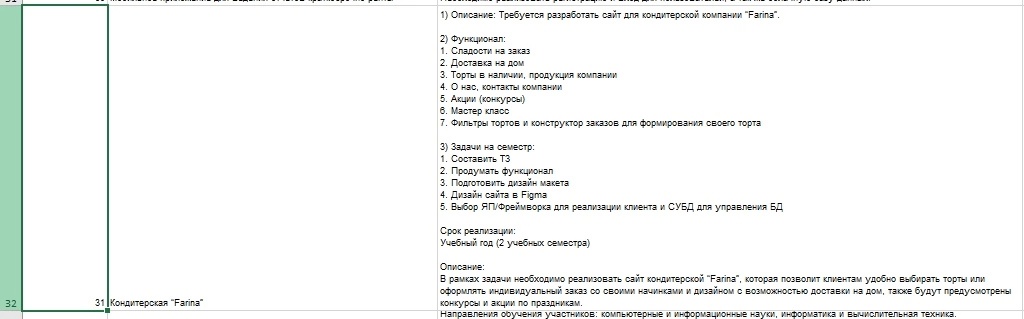 1) Описание: Требуется разработать сайт для кондитерской компании "Farina".
2) Функционал:
1. Сладости на заказ
2. Доставка на дом
3. Торты в наличии, продукция компании
4. О нас, контакты компании
5. Акции (конкурсы)
6. Мастер класс
7. Фильтры тортов и конструктор заказов для формирования своего торта
3) Задачи на семестр:
1. Составить ТЗ
2. Продумать функционал
3. Подготовить дизайн макета
4. Дизайн сайта в Figma
5. Выбор ЯП/Фреймворка для реализации клиента и СУБД для управления БД
Срок реализации:
Учебный год (2 учебных семестра)
Описание:
В рамках задачи необходимо реализовать сайт кондитерской "Farina", которая позволит клиентам удобно выбирать торты или
оформлять индивидуальный заказ со своими начинками и дизайном с возможностью доставки на дом, также будут предусмотрены
32 31 Кондитерская "Farina" конкурсы и акции по праздникам.
Направления обучения участников: компьютерные и информационные науки, информатика и вычислительная техника.